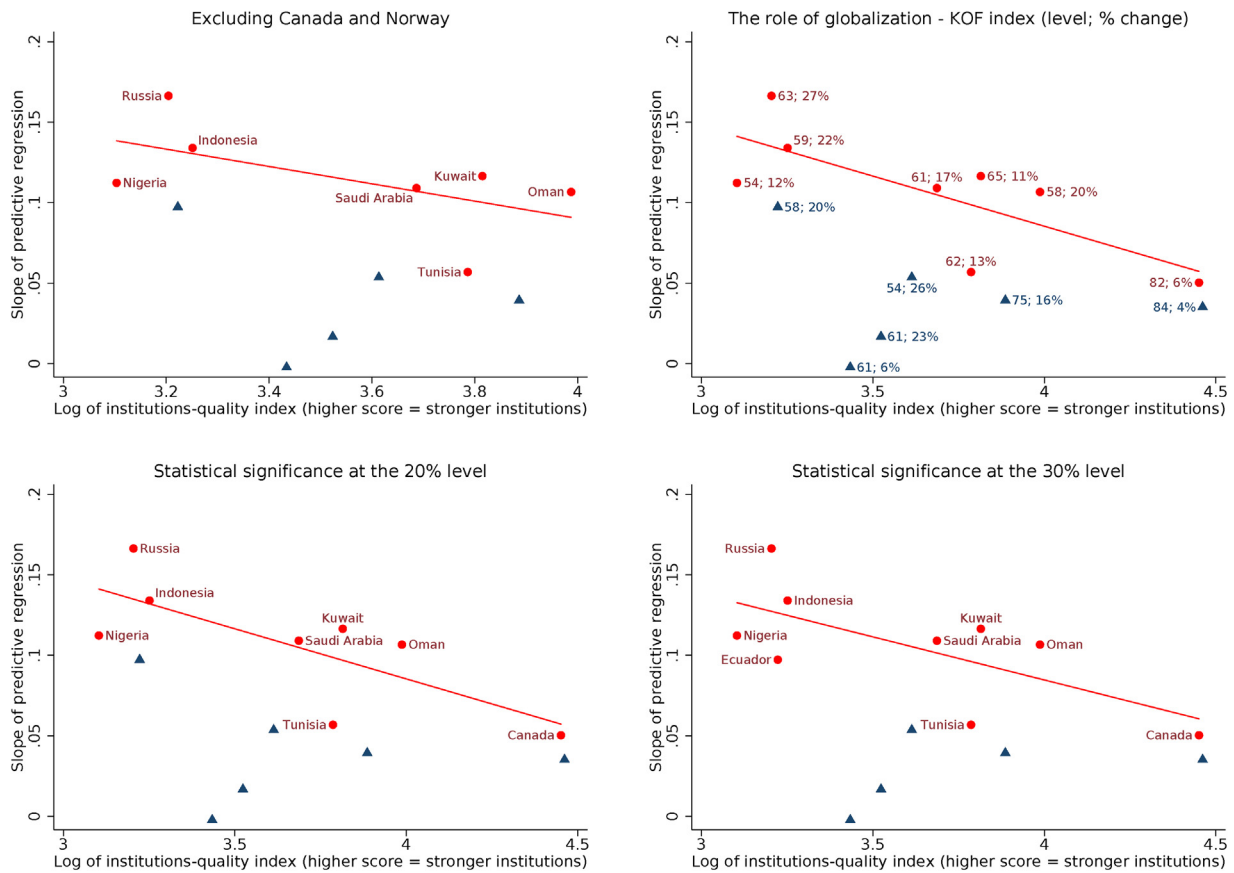 Excluding Canada and Norway
Slope of predictive regression
.2
.15
.1
.05
0
Russia
Indonesia
Nigeria
Kuwait
Oman
Saudi Arabia
Tunisia
3 3.2 3.4 3.6 3.8 4
Log of institutions-quality index (higher score = stronger institutions)
The role of globalization - KOF index (level; % change)
Slope of predictive regression
.2
.15
.1
.05
0
63; 27%
59; 22%
54; 12%
61; 17%
65; 11%
58; 20%
58; 20%
62; 13%
54; 26%
82; 6%
75; 16%
84; 4%
61; 23%
61; 6%
3 3.5 4 4.5
Log of institutions-quality index (higher score = stronger institutions)
Statistical significance at the 20% level
Slope of predictive regression
.2
.15
.1
.05
0
Russia
Indonesia
Kuwait
Nigeria
Saudi Arabia
Oman
Tunisia
Canada
3 3.5 4 4.5
Log of institutions-quality index (higher score = stronger institutions)
Statistical significance at the 30% level
Slope of predictive regression
.2
.15
.1
.05
0
Russia
Indonesia
Kuwait
Nigeria
Saudi Arabia
Oman
Ecuador
Tunisia
Canada
3 3.5 4 4.5
Log of institutions-quality index (higher score = stronger institutions)